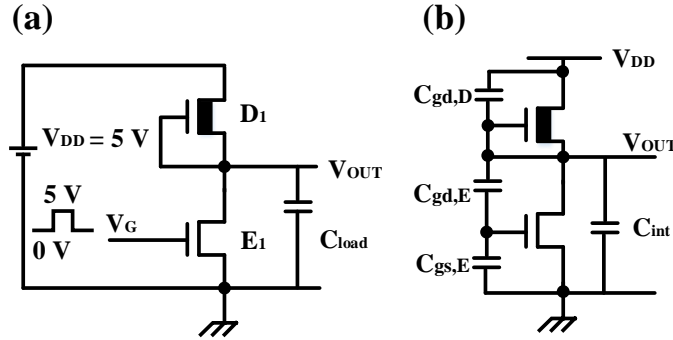 (a)
D1
VDD = 5 V
VOUT
5 V
0 V
VG
E1
Cload
(b)
VDD
Cgd,D
VOUT
Cgd,E
Cint
Cgs,E